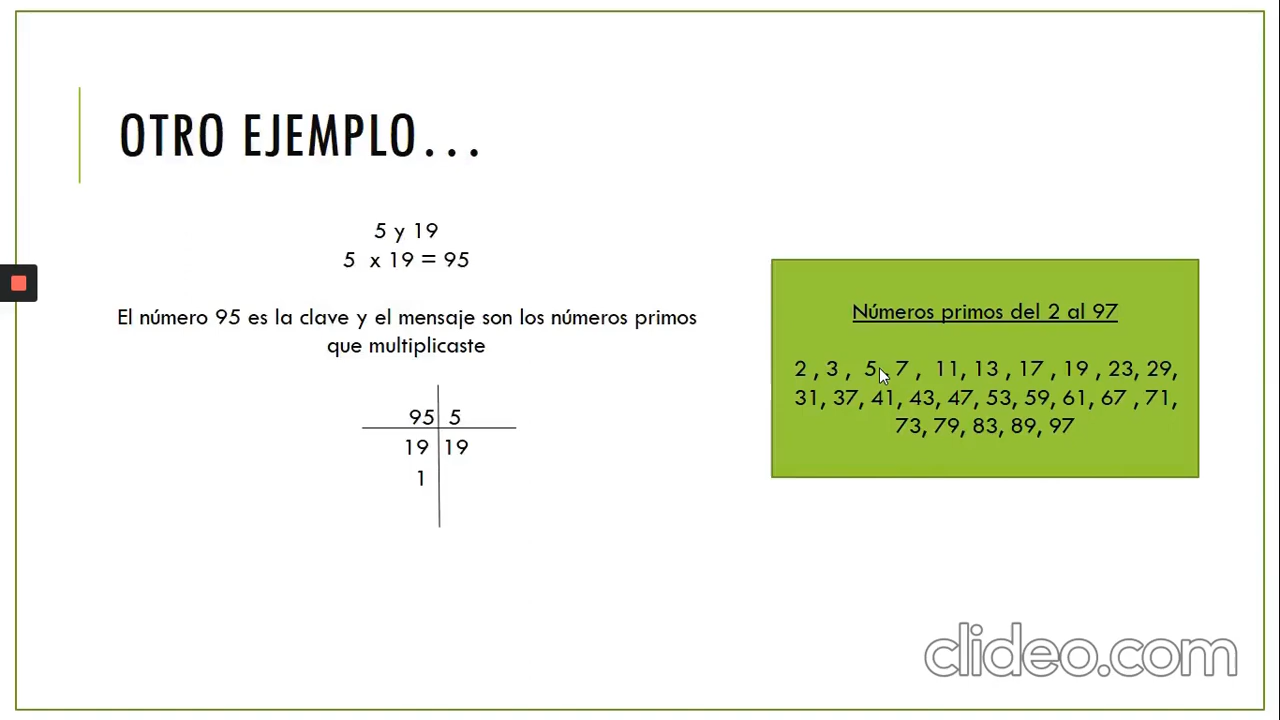 OTRO EJEMPLO...
5 y 19
5 x 19 = 95
El número 95 es la clave y el mensaje son los números primos
que multiplicaste
95 5
19 19
1
Números primos del 2 al 97
2 , 3 , 5, 7 , 11, 13 , 17 , 19 , 23, 29,
31, 37, 41, 43, 47, 53, 59, 61, 67 , 71,
73, 79, 83, 89, 97
clideo.com